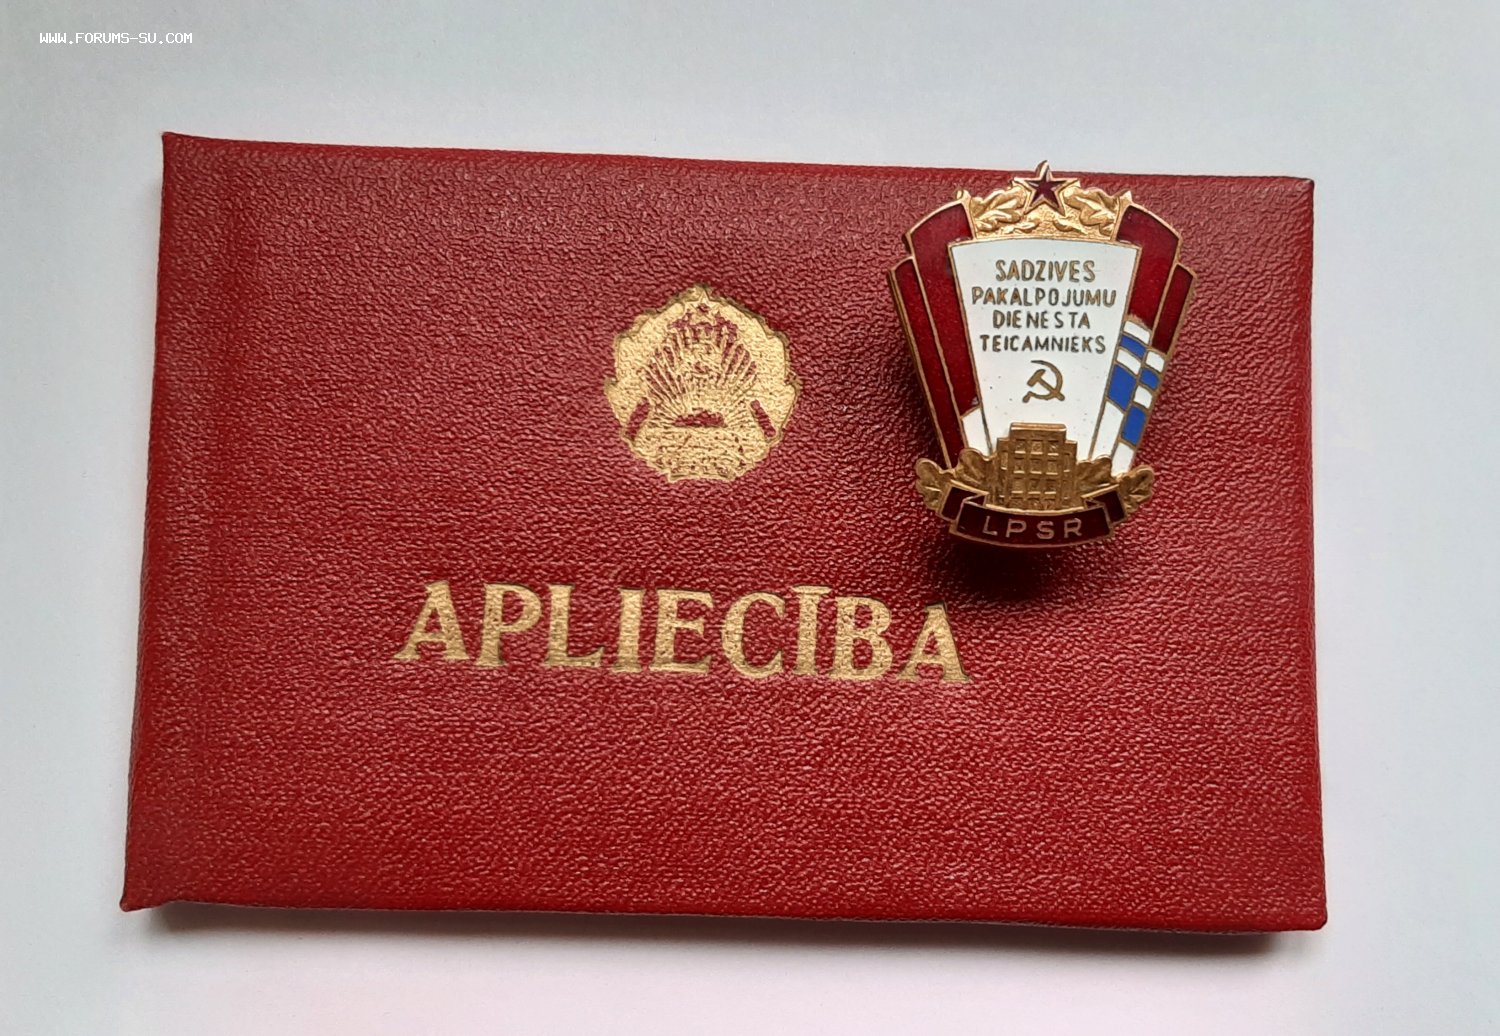 WWW.FORUMS-SU.COM
SADZIVES
PAKALPOJUMU
DIENESTA
TEICAMNIEKS
LPSR
APLIECĪBA